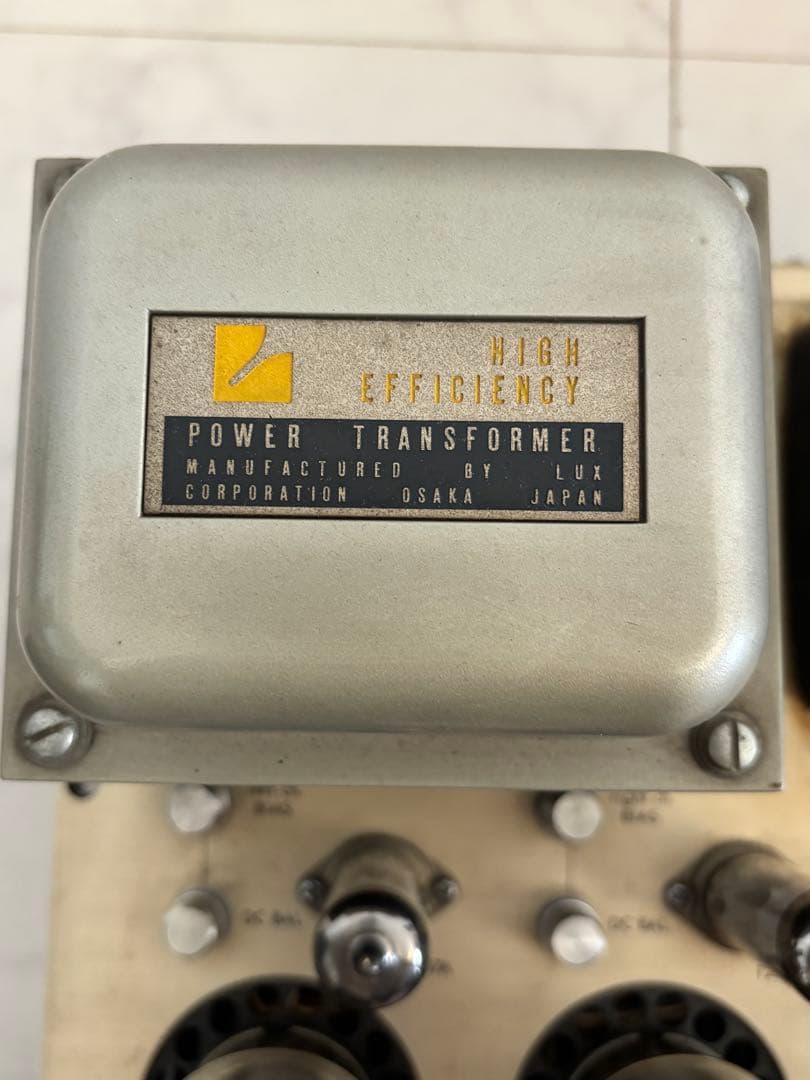 HIGH
EFFICIENCY
POWER TRANSFORMER
MANUFACTURED BY LUX
CORPORATION OSAKA JAPAN